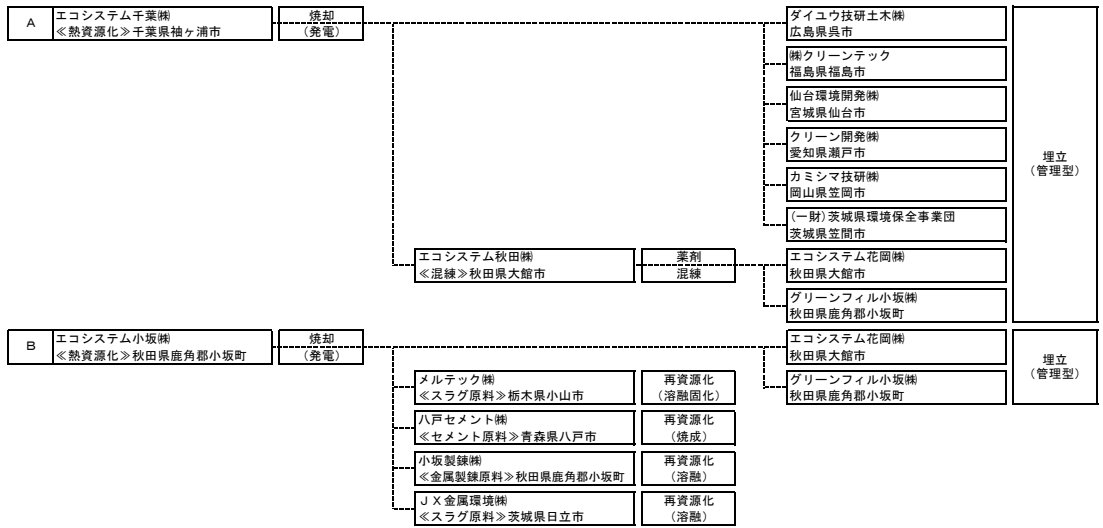 A
エコシステム千葉㈱
≪熱資源化≫千葉県袖ヶ浦市
焼却
(発電)
ダイユウ技研土木㈱
広島県呉市
㈱クリーンテック
福島県福島市
仙台環境開発㈱
宮城県仙台市
クリーン開発㈱
愛知県瀬戸市
カミシマ技研㈱
岡山県笠岡市
(一財)茨城県環境保全事業団
茨城県笠間市
エコシステム秋田㈱
≪混練≫秋田県大館市
薬剤
混練
エコシステム花岡㈱
秋田県大館市
グリーンフィル小坂㈱
秋田県鹿角郡小坂町
埋立
(管理型)
B
エコシステム小坂㈱
≪熱資源化≫秋田県鹿角郡小坂町
焼却
(発電)
エコシステム花岡㈱
秋田県大館市
グリーンフィル小坂㈱
秋田県鹿角郡小坂町
埋立
(管理型)
メルテック㈱
≪スラグ原料≫栃木県小山市
再資源化
(溶融固化)
八戸セメント㈱
≪セメント原料≫青森県八戸市
再資源化
(焼成)
小坂製錬㈱
≪金属製錬原料≫秋田県鹿角郡小坂町
再資源化
(溶融)
JX金属環境㈱
≪スラグ原料≫茨城県日立市
再資源化
(溶融)